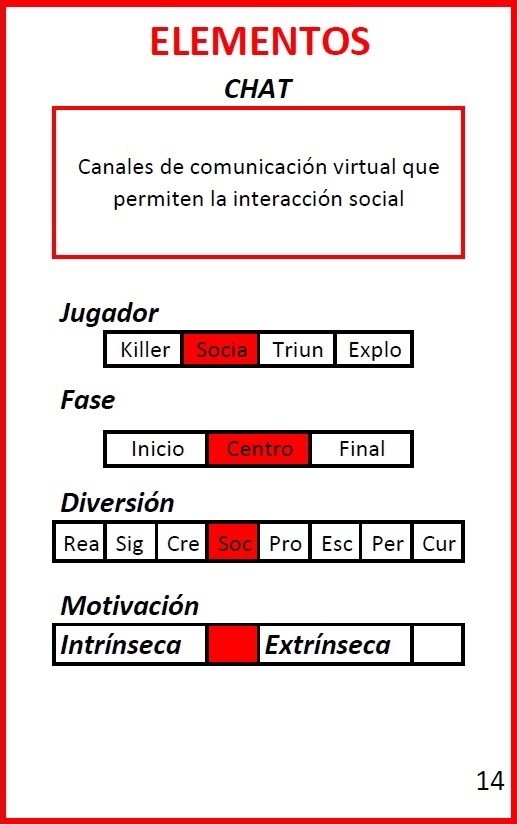 ELEMENTOS
CHAT
Canales de comunicación virtual que
permiten la interacción social
Jugador
Killer Socia Triun Explo
Fase
Inicio Centro Final
Diversión
Rea Sig Cre Soc Pro Esc Per Cur
Motivación
Intrínseca Extrínseca
14